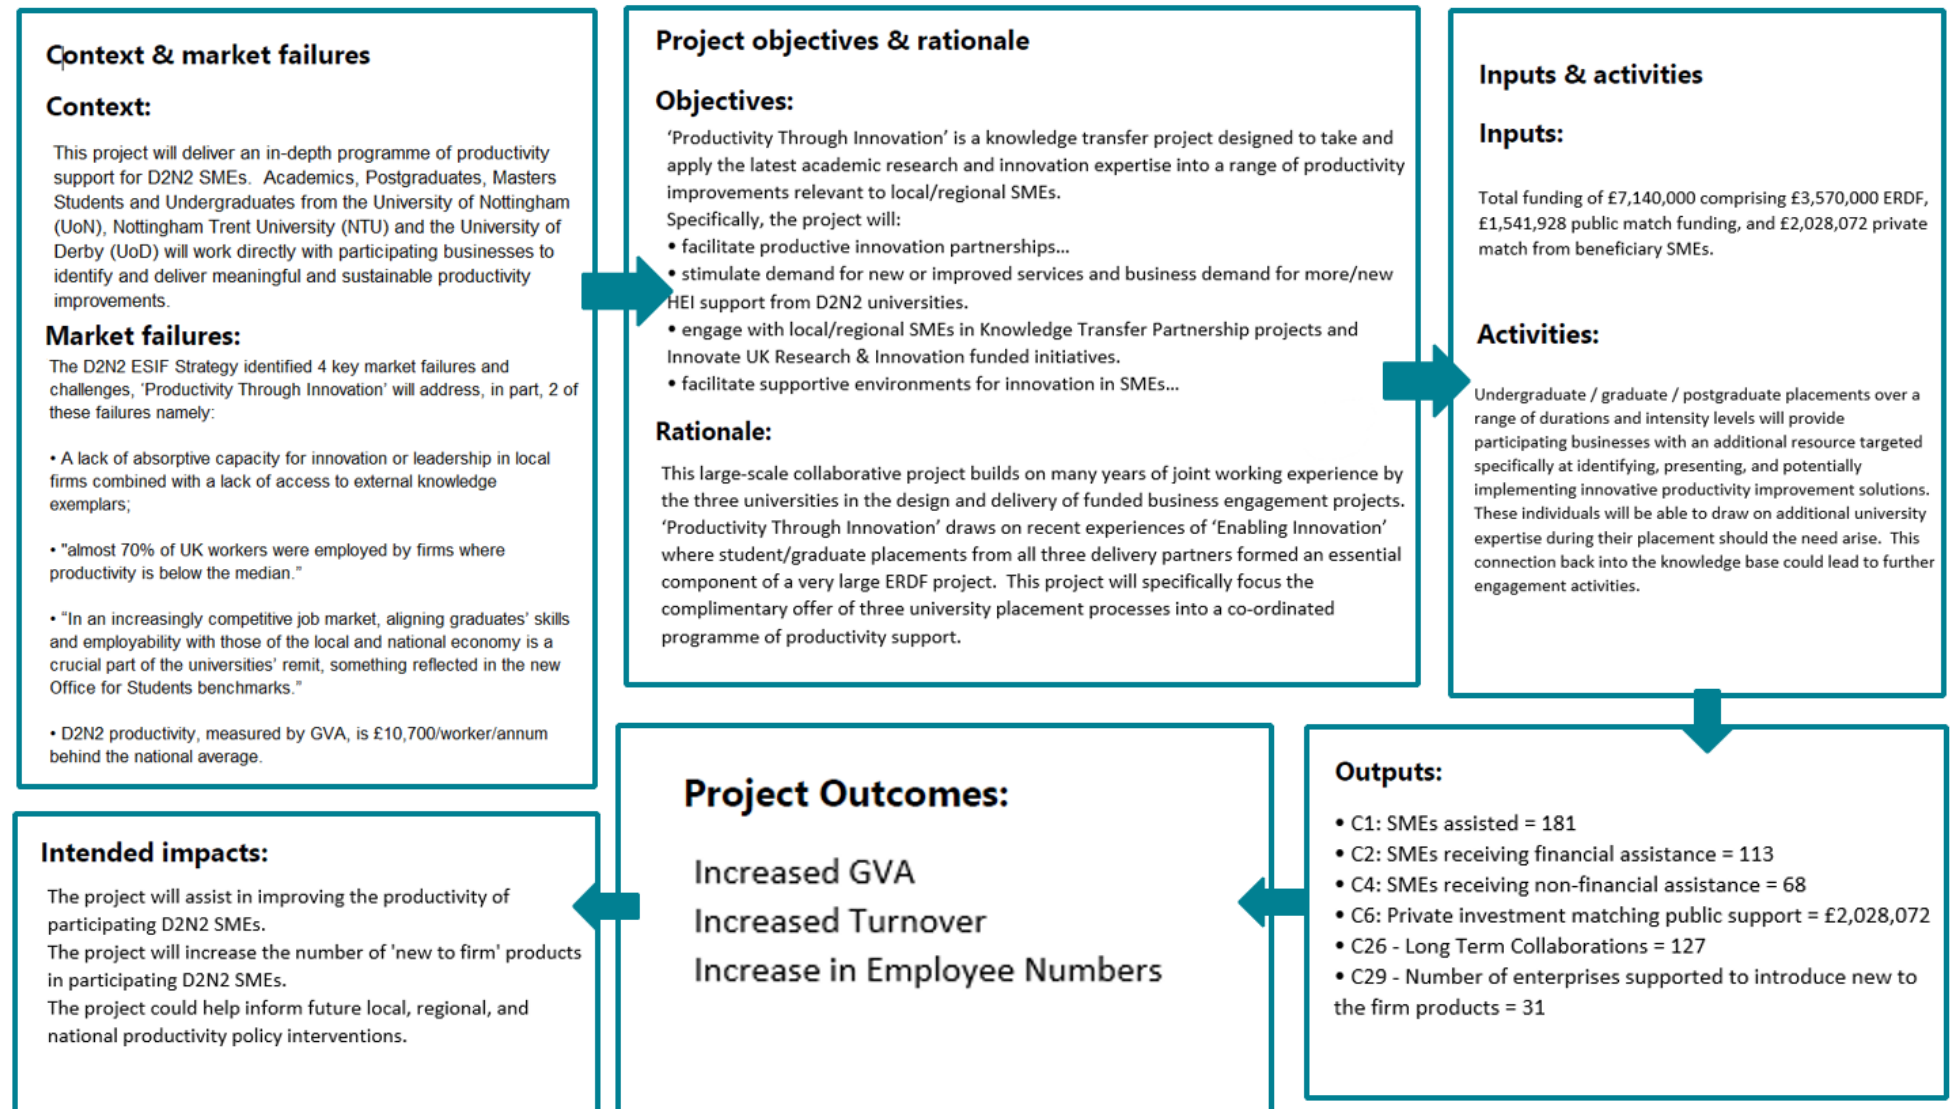 Context & market failures
Context:
This project will deliver an in-depth programme of productivity
support for D2N2 SMEs.  Academics, Postgraduates, Masters
Students and Undergraduates from the University of Nottingham
(UoN), Nottingham Trent University (NTU) and the University of
Derby (UoD) will work directly with participating businesses to
identify and deliver meaningful and sustainable productivity
improvements.
Market failures:
The D2N2 ESIF Strategy identified 4 key market failures and
challenges, 'Productivity Through Innovation' will address, in part, 2 of
these failures namely:
• A lack of absorptive capacity for innovation or leadership in local
firms combined with a lack of access to external knowledge
exemplars;
• "almost 70% of UK workers were employed by firms where
productivity is below the median.”
• “In an increasingly competitive job market, aligning graduates’ skills
and employability with those of the local and national economy is a
crucial part of the universities’ remit, something reflected in the new
Office for Students benchmarks.”
• D2N2 productivity, measured by GVA, is £10,700/worker/annum
behind the national average.
Project objectives & rationale
Objectives:
‘Productivity Through Innovation’ is a knowledge transfer project designed to take and
apply the latest academic research and innovation expertise into a range of productivity
improvements relevant to local/regional SMEs.
Specifically, the project will:
• facilitate productive innovation partnerships...
• stimulate demand for new or improved services and business demand for more/new
HEI support from D2N2 universities.
• engage with local/regional SMEs in Knowledge Transfer Partnership projects and
Innovate UK Research & Innovation funded initiatives.
• facilitate supportive environments for innovation in SMEs...
Rationale:
This large-scale collaborative project builds on many years of joint working experience by
the three universities in the design and delivery of funded business engagement projects.
‘Productivity Through Innovation’ draws on recent experiences of ‘Enabling Innovation’
where student/graduate placements from all three delivery partners formed an essential
component of a very large ERDF project.  This project will specifically focus the
complimentary offer of three university placement processes into a co-ordinated
programme of productivity support.
Inputs & activities
Inputs:
Total funding of £7,140,000 comprising £3,570,000 ERDF,
£1,541,928 public match funding, and £2,028,072 private
match from beneficiary SMEs.
Activities:
Undergraduate / graduate / postgraduate placements over a
range of durations and intensity levels will provide
participating businesses with an additional resource targeted
specifically at identifying, presenting, and potentially
implementing innovative productivity improvement solutions.
These individuals will be able to draw on additional university
expertise during their placement should the need arise.  This
connection back into the knowledge base could lead to further
engagement activities.
Outputs:
• C1: SMEs assisted = 181
• C2: SMEs receiving financial assistance = 113
• C4: SMEs receiving non-financial assistance = 68
• C6: Private investment matching public support = £2,028,072
• C26 - Long Term Collaborations = 127
• C29 - Number of enterprises supported to introduce new to
the firm products = 31
Project Outcomes:
Increased GVA
Increased Turnover
Increase in Employee Numbers
Intended impacts:
The project will assist in improving the productivity of
participating D2N2 SMEs.
The project will increase the number of 'new to firm' products
in participating D2N2 SMEs.
The project could help inform future local, regional, and
national productivity policy interventions.